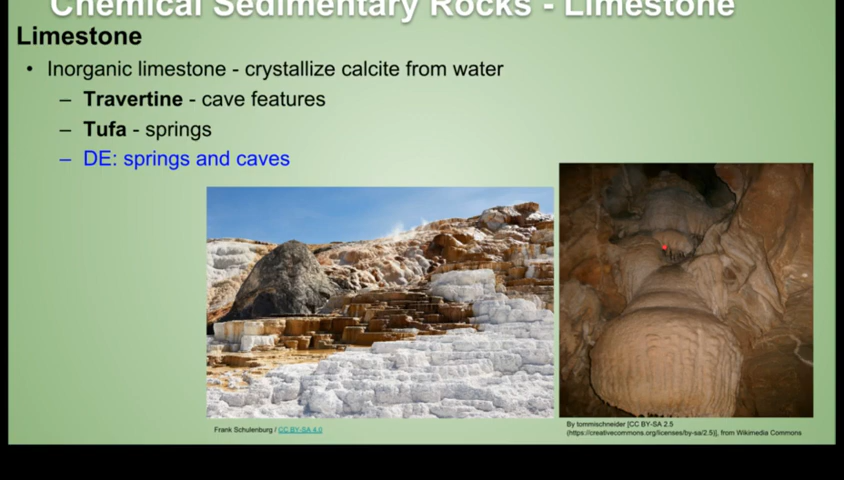 Chemical Sedimentary Rocks - Limestone
Limestone
• Inorganic limestone - crystallize calcite from water
– Travertine - cave features
– Tufa - springs
– DE: springs and caves
Frank Schulenburg / CC BY-SA 4.0
By tommischneider [CC BY-SA 2.5
(https://creativecommons.org/licenses/by-sa/2.5)], from Wikimedia Commons